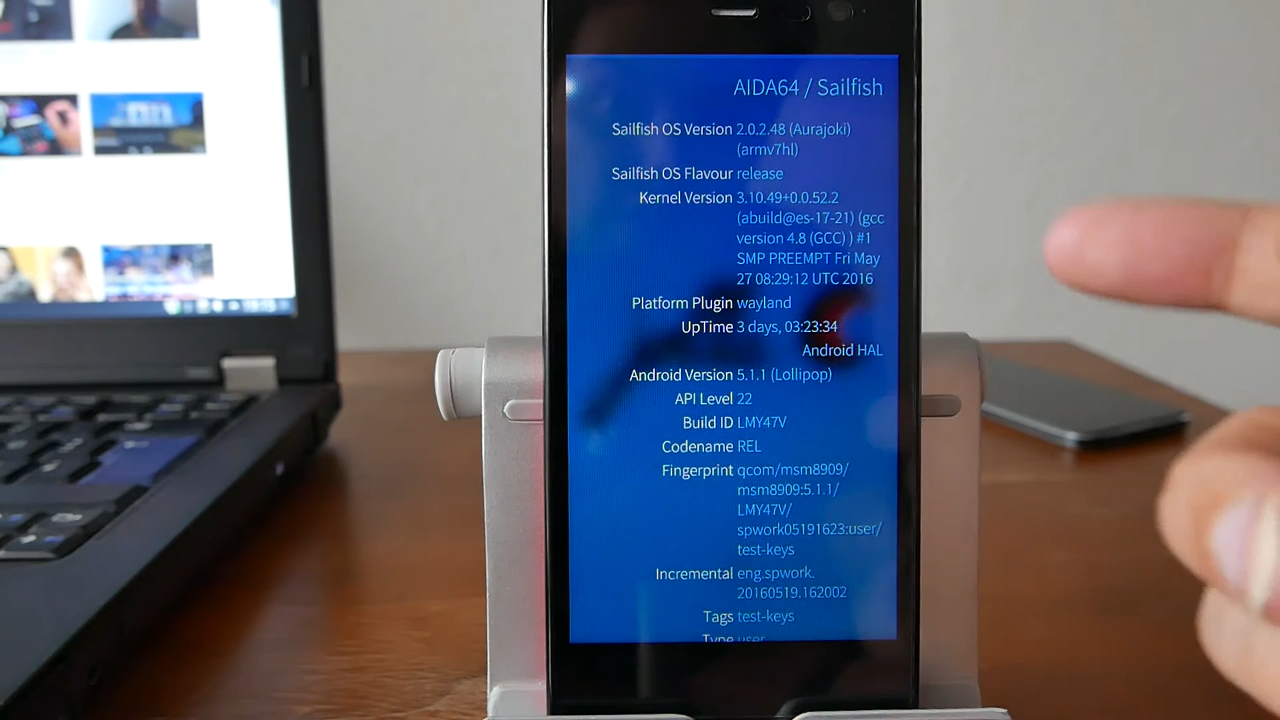 AIDA64 / Sailfish
Sailfish OS Version 2.0.2.48 (Aurajoki)
(armv7hl)
Sailfish OS Flavour release
Kernel Version 3.10.49+0.0.52.2
(abuild@es-17-21) (gcc
version 4.8 (GCC) ) #1
SMP PREEMPT Fri May
27 08:29:12 UTC 2016
Platform Plugin wayland
UpTime 3 days, 03:23:34
Android HAL
Android Version 5.1.1 (Lollipop)
API Level 22
Build ID LMY47V
Codename REL
Fingerprint qcom/msm8909/
msm8909:5.1.1/
LMY47V/
spwork05191623:user/
test-keys
Incremental eng.spwork.
20160519.162002
Tags test-keys
Type user